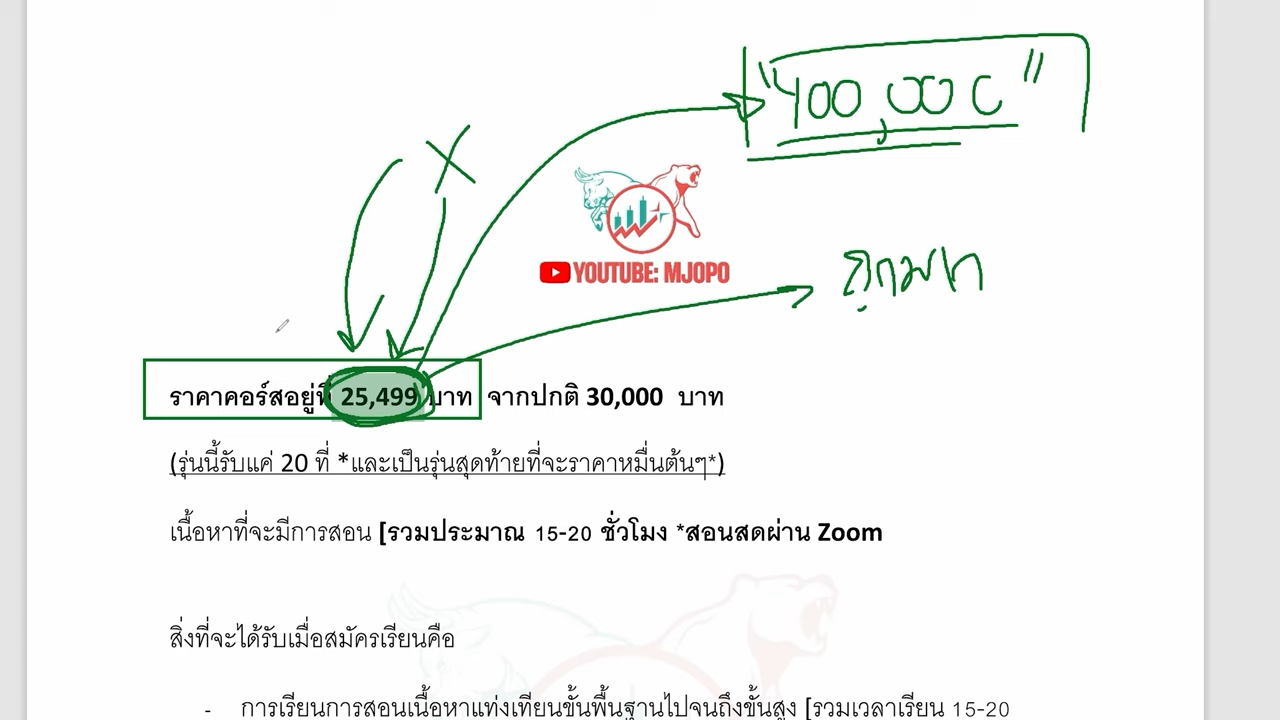 "400,000"
X
YOUTUBE: MJOPO
ถูกมาก
ราคาคอร์สอยู่ที่ 25,499 บาท จากปกติ 30,000 บาท
(รุ่นนี้รับแค่ 20 ที่ *และเป็นรุ่นสุดท้ายที่จะราคาหมื่นต้นๆ*)
เนื้อหาที่จะมีการสอน [รวมประมาณ 15-20 ชั่วโมง *สอนสดผ่าน Zoom
สิ่งที่จะได้รับเมื่อสมัครเรียนคือ
- การเรียนการสอนเนื้อหาแท่งเทียนขั้นพื้นฐานไปจนถึงขั้นสูง [รวมเวลาเรียน 15-20